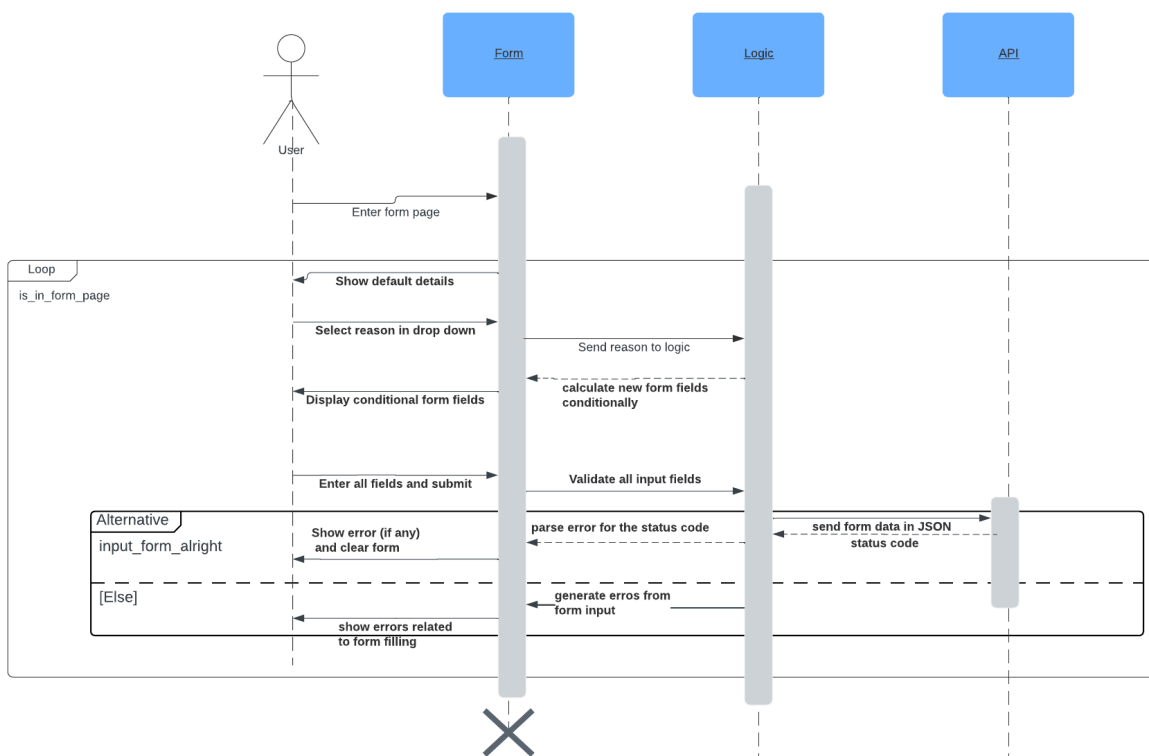 Form
Logic
API
User
Enter form page
Loop
is_in_form_page
Show default details
Select reason in drop down
Send reason to logic
calculate new form fields
conditionally
Display conditional form fields
Enter all fields and submit
Validate all input fields
Alternative
input_form_alright
Show error (if any)
and clear form
parse error for the status code
send form data in JSON
status code
[Else]
generate erros from
form input
show errors related
to form filling